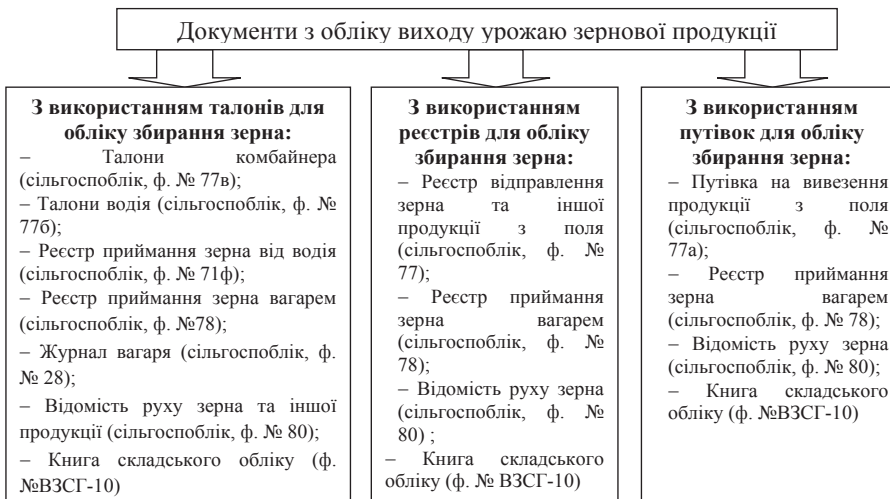 Документи з обліку виходу урожаю зернової продукції
З використанням талонів для
обліку збирання зерна:
– Талони комбайнера
(сільгоспоблік, ф. № 77в);
– Талони водія (сільгоспоблік, ф. №
77б);
– Реєстр приймання зерна від водія
(сільгоспоблік, ф. № 71ф);
– Реєстр приймання зерна вагарем
(сільгоспоблік, ф. №78);
– Журнал вагаря (сільгоспоблік, ф.
№ 28);
– Відомість руху зерна та іншої
продукції (сільгоспоблік, ф. № 80);
– Книга складського обліку (ф.
№ВЗСГ-10)
З використанням
реєстрів для обліку
збирання зерна:
– Реєстр відправлення
зерна та іншої
продукції з поля
(сільгоспоблік, ф. №
77);
– Реєстр приймання
зерна вагарем
(сільгоспоблік, ф. №
78);
– Відомість руху зерна
(сільгоспоблік, ф. №
80) ;
– Книга складського
обліку (ф. № ВЗСГ-10)
З використанням
путівок для обліку
збирання зерна:
– Путівка на вивезення
продукції з поля
(сільгоспоблік, ф. №
77а);
– Реєстр приймання
зерна вагарем
(сільгоспоблік, ф. № 78);
– Відомість руху зерна
(сільгоспоблік, ф. № 80);
– Книга складського
обліку (ф. №ВЗСГ-10)